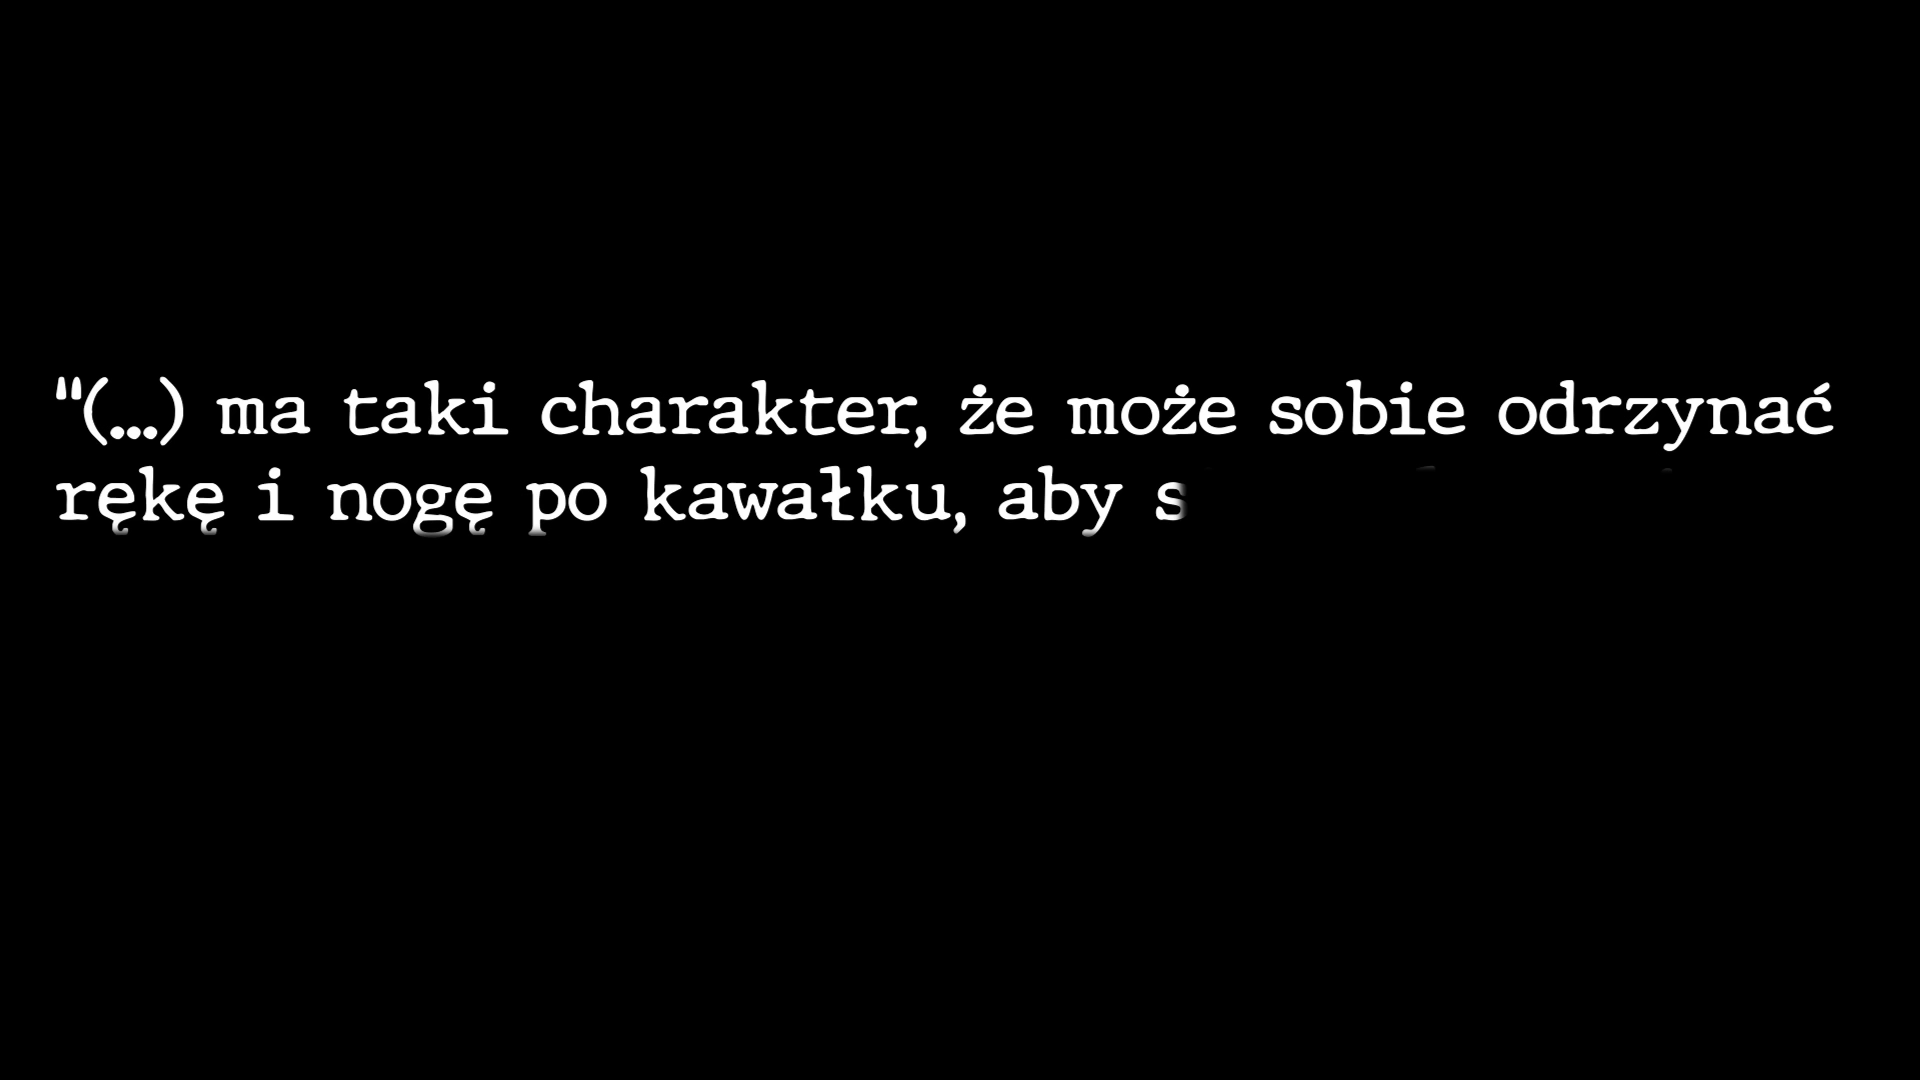 "(...) ma taki charakter, że może sobie odrzynać
rękę i nogę po kawałku, aby s